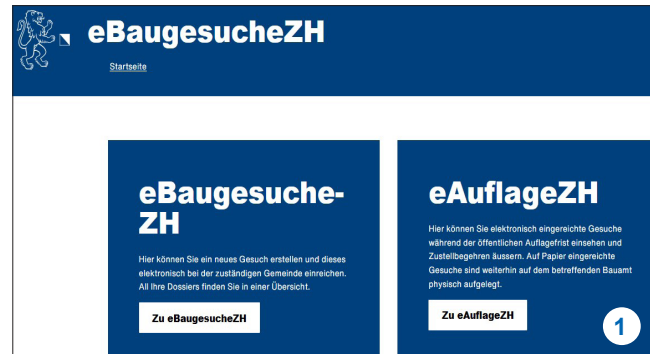 eBaugesucheZH
Startseite
eBaugesuche-
ZH
Hier können Sie ein neues Gesuch erstellen und dieses
elektronisch bei der zuständigen Gemeinde einreichen.
All Ihre Dossiers finden Sie in einer Übersicht.
Zu eBaugesucheZH
eAuflageZH
Hier können Sie elektronisch eingereichte Gesuche
während der öffentlichen Auflagefrist einsehen und
Zustellbegehren äussern. Auf Papier eingereichte
Gesuche sind weiterhin auf dem betreffenden Bauamt
physisch aufgelegt.
Zu eAuflageZH
1